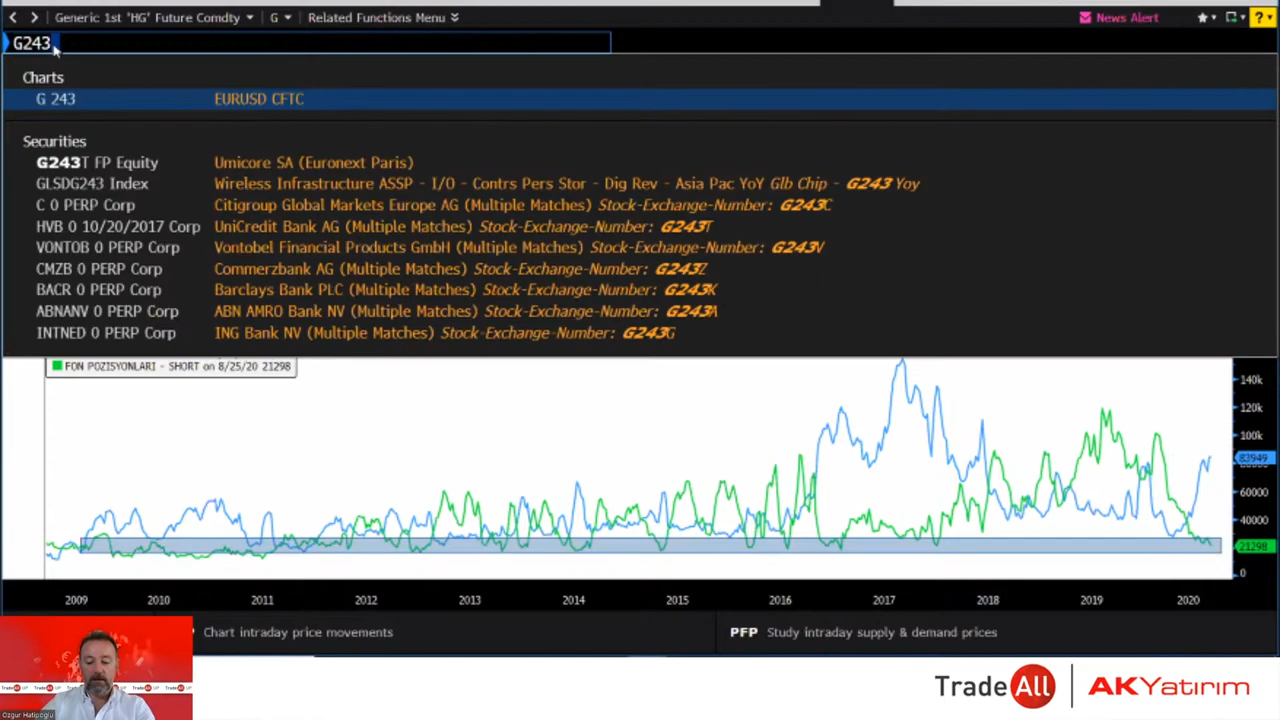 Generic 1st 'HG' Future Comdty G Related Functions Menu News Alert ?
G243
Charts
G 243 EURUSD CFTC
Securities
G243T FP Equity Umicore SA (Euronext Paris)
GLSDG243 Index Wireless Infrastructure ASSP - I/O - Contrs Pers Stor - Dig Rev - Asia Pac YoY Glb Chip - G243 Yoy
C 0 PERP Corp Citigroup Global Markets Europe AG (Multiple Matches) Stock-Exchange-Number: G243C
HVB 0 10/20/2017 Corp UniCredit Bank AG (Multiple Matches) Stock-Exchange-Number: G243T
VONTOB 0 PERP Corp Vontobel Financial Products GmbH (Multiple Matches) Stock-Exchange-Number: G243V
CMZB 0 PERP Corp Commerzbank AG (Multiple Matches) Stock-Exchange-Number: G243Z
BACR 0 PERP Corp Barclays Bank PLC (Multiple Matches) Stock-Exchange-Number: G243K
ABNANV 0 PERP Corp ABN AMRO Bank NV (Multiple Matches) Stock-Exchange-Number: G243A
INTNED 0 PERP Corp ING Bank NV (Multiple Matches) Stock-Exchange-Number: G243G
FON POZISYONLARI - SHORT on 8/25/20 21298
140k
120k
100k
83949
60000
40000
21298
0
2009 2010 2011 2012 2013 2014 2015 2016 2017 2018 2019 2020
Chart intraday price movements PFP Study intraday supply & demand prices
TradeAll AKYatırım
Ozgur Hatipoglu